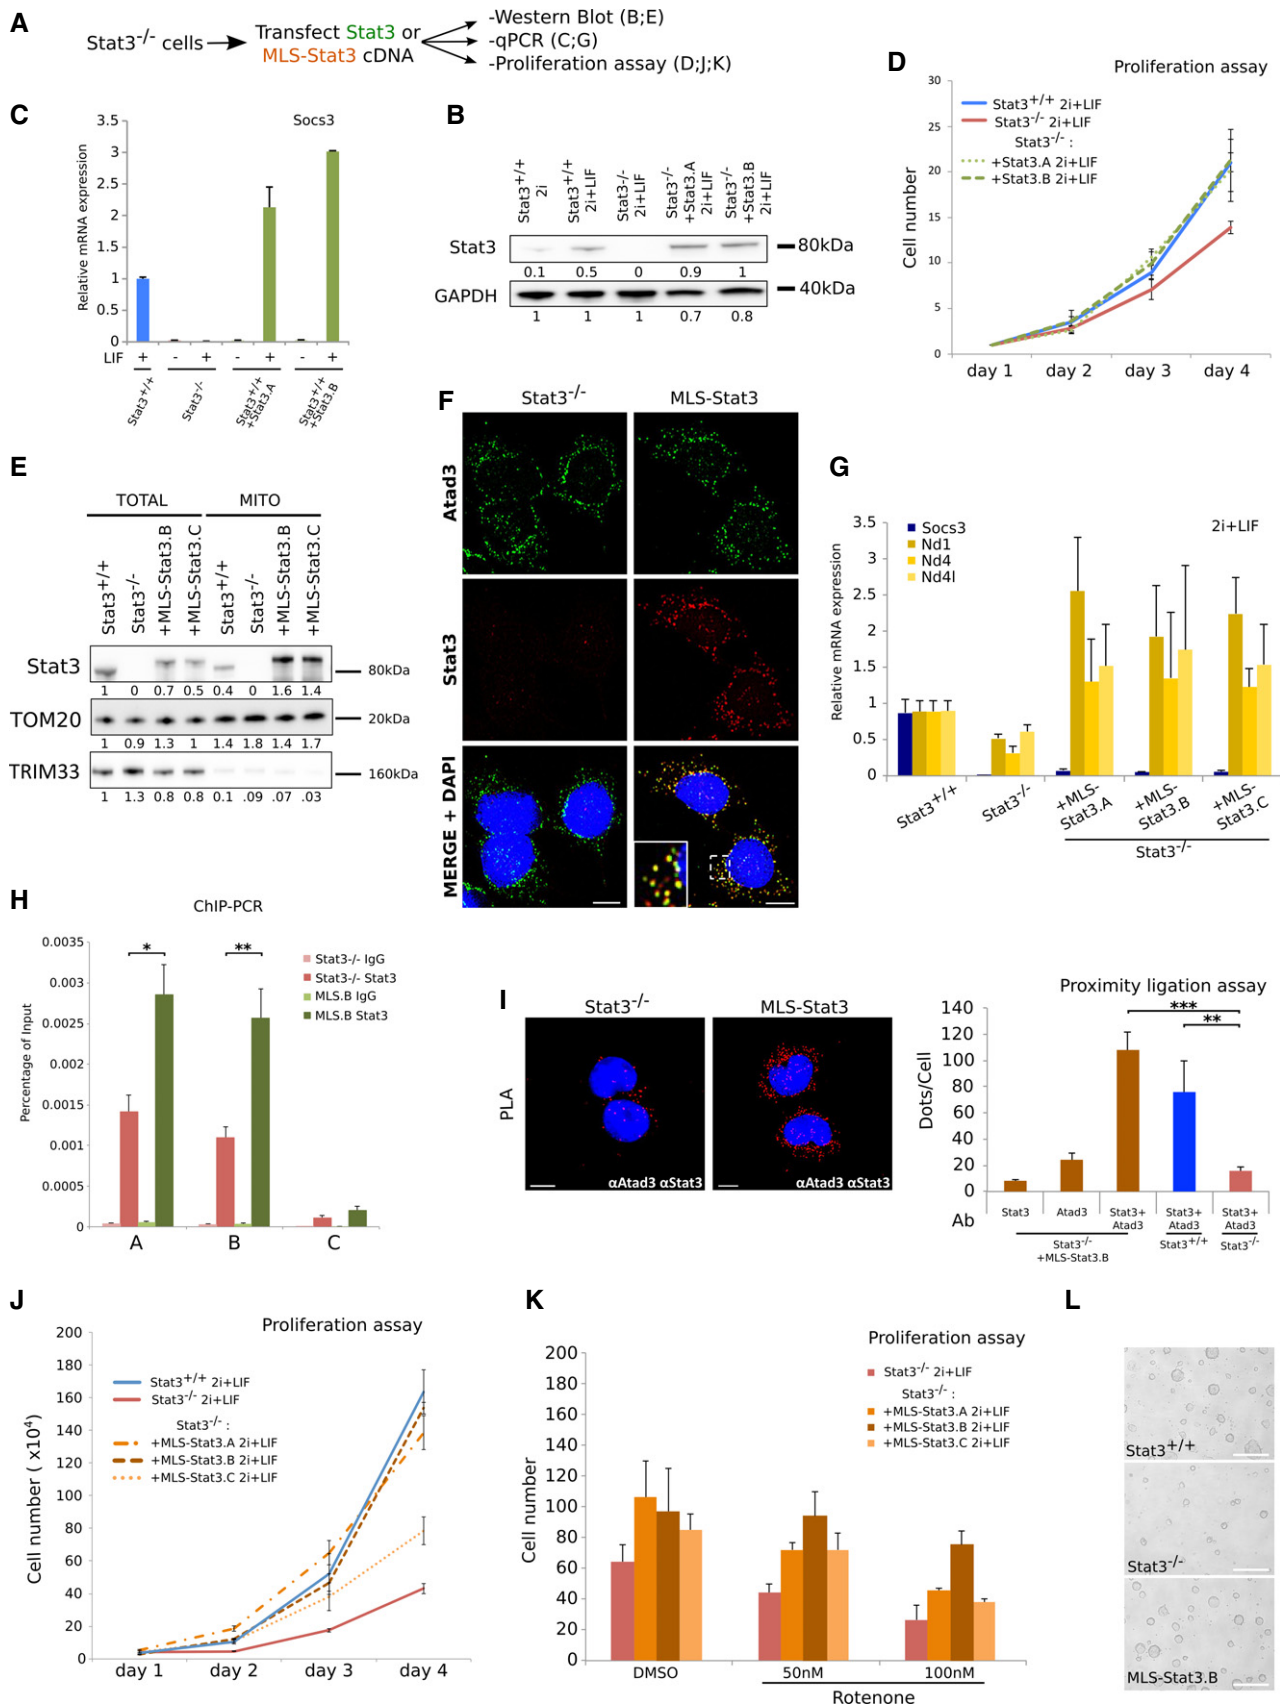 A
Stat3-/- cells
Transfect Stat3 or
MLS-Stat3 cDNA
-Western Blot (B;E)
-qPCR (C;G)
-Proliferation assay (D;J;K)
C
Socs3
Relative mRNA expression
3.5
3
2.5
2
1.5
1
0.5
0
LIF + - + - + - +
Stat3+/+
Stat3-/-
Stat3+/+
+Stat3.A
Stat3+/+
+Stat3.B
B
Stat3+/+
2i
Stat3+/+
2i+LIF
Stat3-/-
2i+LIF
Stat3-/-
+Stat3.A
2i+LIF
Stat3-/-
+Stat3.B
2i+LIF
Stat3
80kDa
0.1 0.5 0 0.9 1
GAPDH
40kDa
1 1 1 0.7 0.8
D
Proliferation assay
Cell number
30
25
20
15
10
5
0
Stat3+/+ 2i+LIF
Stat3-/- 2i+LIF
Stat3-/- :
+Stat3.A 2i+LIF
+Stat3.B 2i+LIF
day 1 day 2 day 3 day 4
E
TOTAL MITO
Stat3+/+
Stat3-/-
+MLS-Stat3.B
+MLS-Stat3.C
Stat3+/+
Stat3-/-
+MLS-Stat3.B
+MLS-Stat3.C
Stat3
80kDa
1 0 0.7 0.5 0.4 0 1.6 1.4
TOM20
20kDa
1 0.9 1.3 1 1.4 1.8 1.4 1.7
TRIM33
160kDa
1 1.3 0.8 0.8 0.1 .09 .07 .03
F
Stat3-/- MLS-Stat3
Atad3
Stat3
MERGE + DAPI
G
2i+LIF
Relative mRNA expression
3.5
3
2.5
2
1.5
1
0.5
0
Socs3
Nd1
Nd4
Nd4l
Stat3+/+
Stat3-/-
+MLS-
Stat3.A
+MLS-
Stat3.B
+MLS-
Stat3.C
Stat3-/-
H
ChIP-PCR
Percentage of Input
0.0035
0.003
0.0025
0.002
0.0015
0.001
0.0005
0
* **
Stat3-/- IgG
Stat3-/- Stat3
MLS.B IgG
MLS.B Stat3
A B C
I
Stat3-/- MLS-Stat3
PLA
αAtad3 αStat3
αAtad3 αStat3
Proximity ligation assay
Dots/Cell
140
120
100
80
60
40
20
0
***
**
Ab
Stat3
Atad3
Stat3+
Atad3
Stat3+
Atad3
Stat3+
Atad3
Stat3-/-
+MLS-Stat3.B
Stat3+/+
Stat3-/-
J
Proliferation assay
Cell number ( x104)
200
180
160
140
120
100
80
60
40
20
0
Stat3+/+ 2i+LIF
Stat3-/- 2i+LIF
Stat3-/- :
+MLS-Stat3.A 2i+LIF
+MLS-Stat3.B 2i+LIF
+MLS-Stat3.C 2i+LIF
day 1 day 2 day 3 day 4
K
Proliferation assay
Cell number
200
180
160
140
120
100
80
60
40
20
0
Stat3-/- 2i+LIF
Stat3-/- :
+MLS-Stat3.A 2i+LIF
+MLS-Stat3.B 2i+LIF
+MLS-Stat3.C 2i+LIF
DMSO 50nM 100nM
Rotenone
L
Stat3+/+
Stat3-/-
MLS-Stat3.B